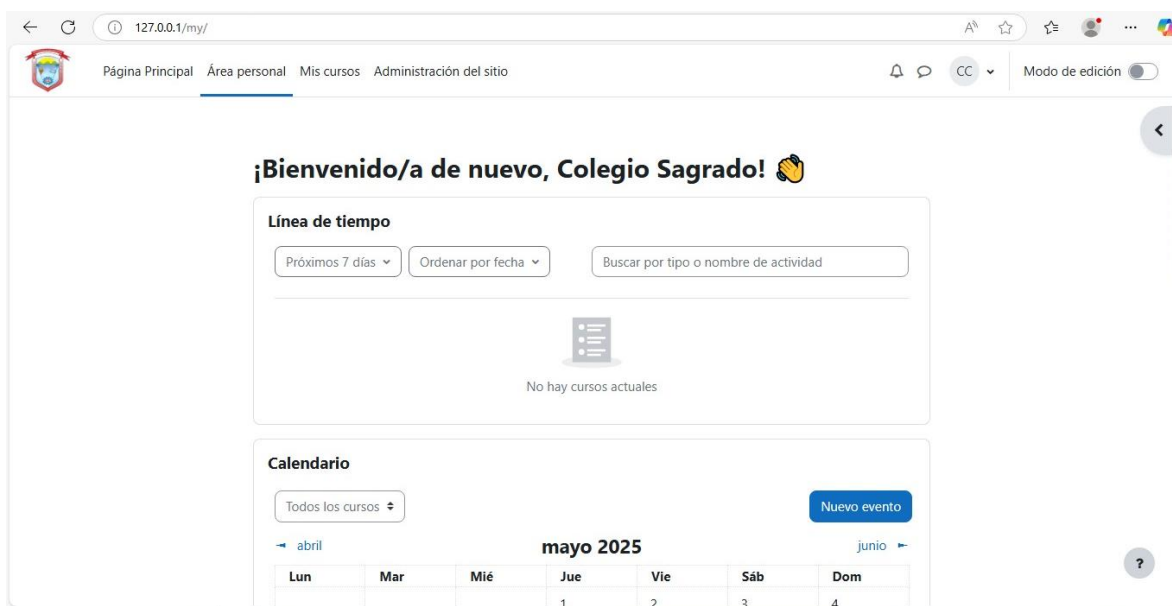 127.0.0.1/my/
Página Principal Área personal Mis cursos Administración del sitio CC Modo de edición
¡Bienvenido/a de nuevo, Colegio Sagrado! 👋
Línea de tiempo
Próximos 7 días Ordenar por fecha Buscar por tipo o nombre de actividad
No hay cursos actuales
Calendario
Todos los cursos Nuevo evento
abril mayo 2025 junio
Lun Mar Mié Jue Vie Sáb Dom
1 2 3 4
?